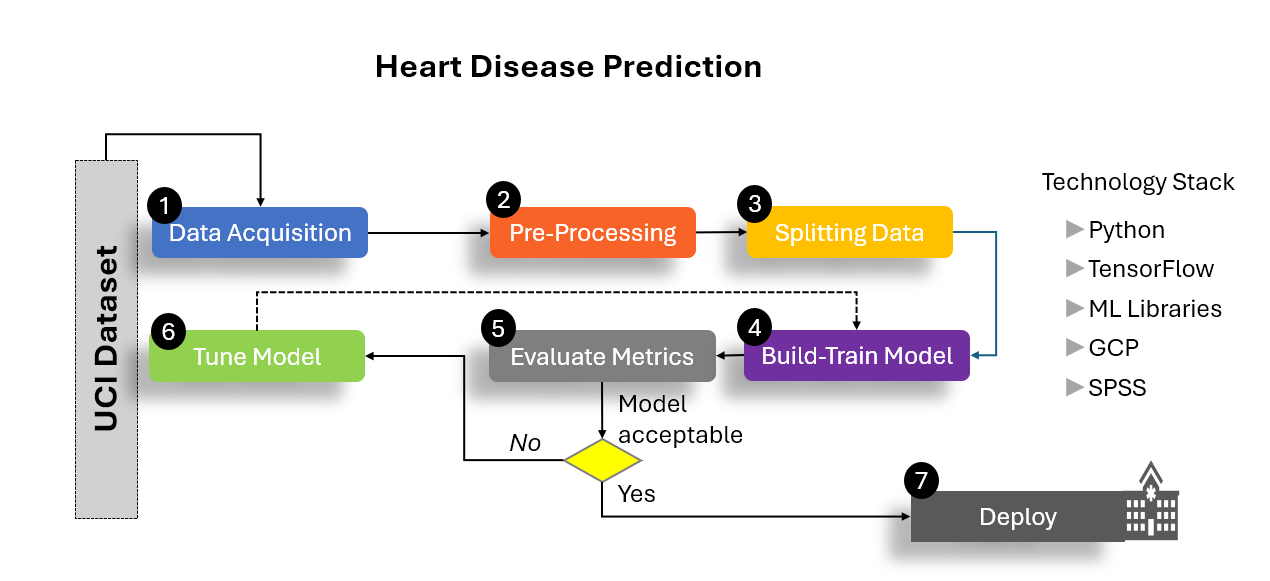 Heart Disease Prediction
UCI Dataset
1
Data Acquisition
2
Pre-Processing
3
Splitting Data
4
Build-Train Model
5
Evaluate Metrics
6
Tune Model
Model
acceptable
No
Yes
7
Deploy
Technology Stack
Python
TensorFlow
ML Libraries
GCP
SPSS